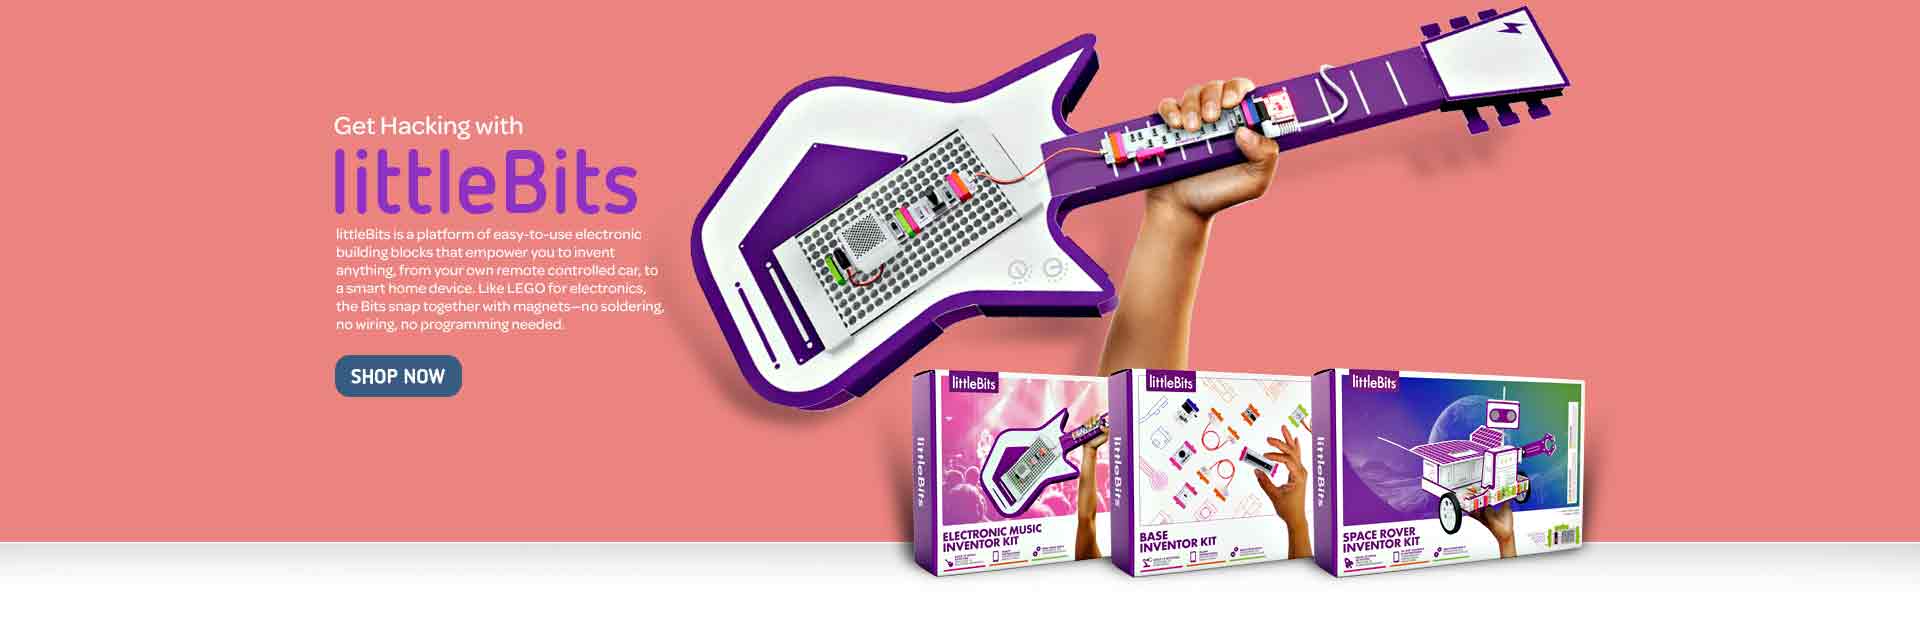 Get Hacking with
littleBits
littleBits is a platform of easy-to-use electronic
building blocks that empower you to invent
anything, from your own remote controlled car, to
a smart home device. Like LEGO for electronics,
the Bits snap together with magnets—no soldering,
no wiring, no programming needed.
SHOP NOW
littleBits
littleBits
ELECTRONIC MUSIC
INVENTOR KIT
littleBits
littleBits
BASE
INVENTOR KIT
littleBits
littleBits
SPACE ROVER
INVENTOR KIT